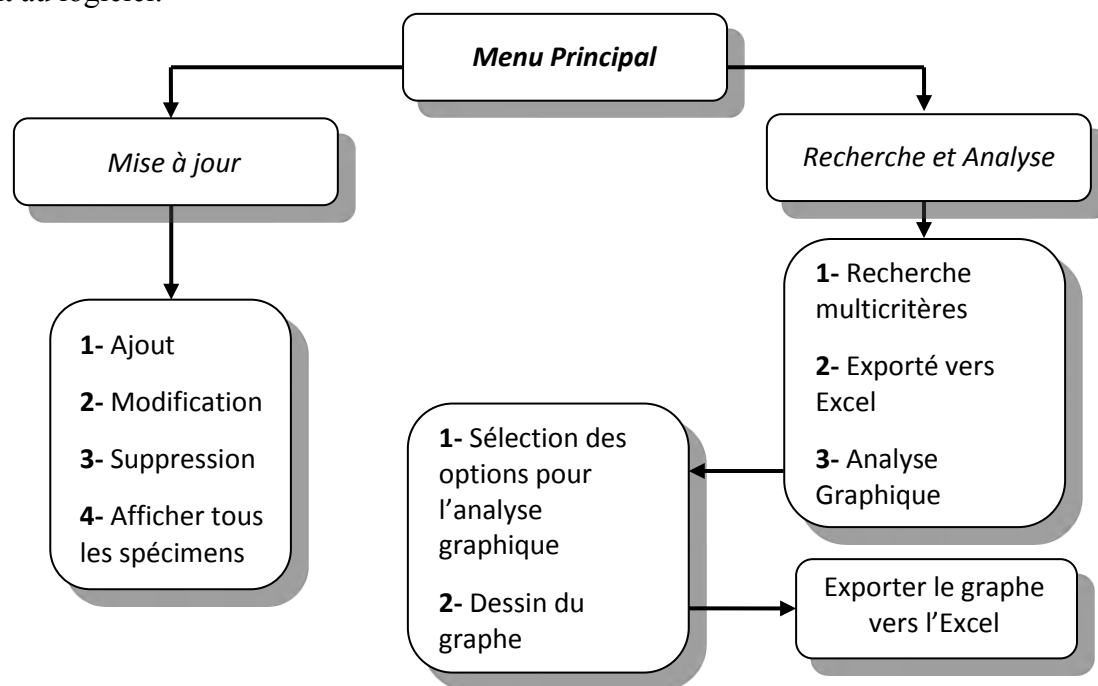 au logiciel.
Menu Principal
Mise à jour
Recherche et Analyse
1- Ajout
2- Modification
3- Suppression
4- Afficher tous
les spécimens
1- Recherche
multicritères
2- Exporté vers
Excel
3- Analyse
Graphique
1- Sélection des
options pour
l’analyse
graphique
2- Dessin du
graphe
Exporter le graphe
vers l’Excel